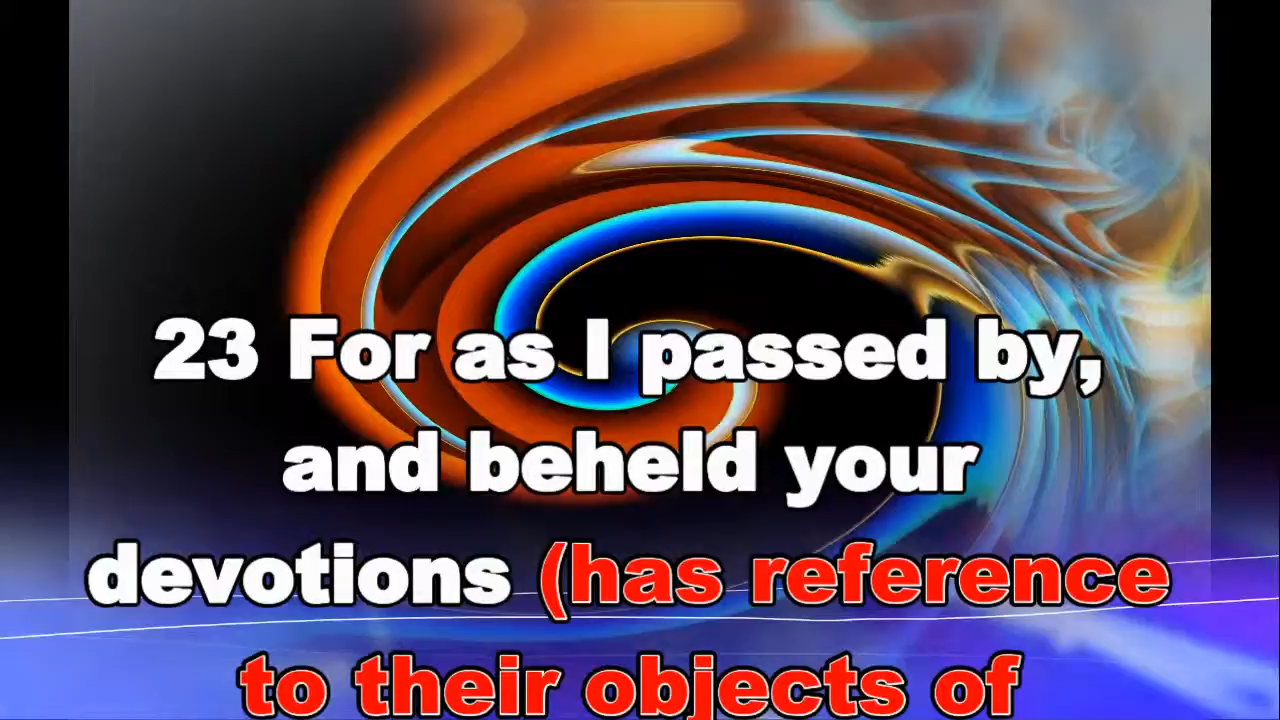 23 For as I passed by,
and beheld your
devotions (has reference
to their objects of